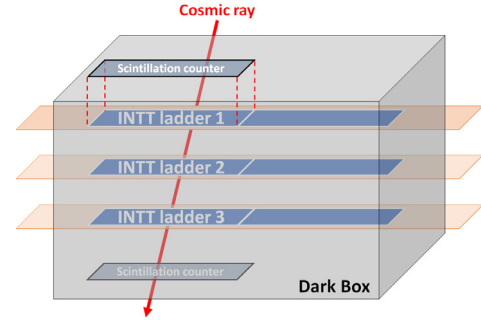 Cosmic ray
Scintillation counter
INTT ladder 1
INTT ladder 2
INTT ladder 3
Scintillation counter
Dark Box